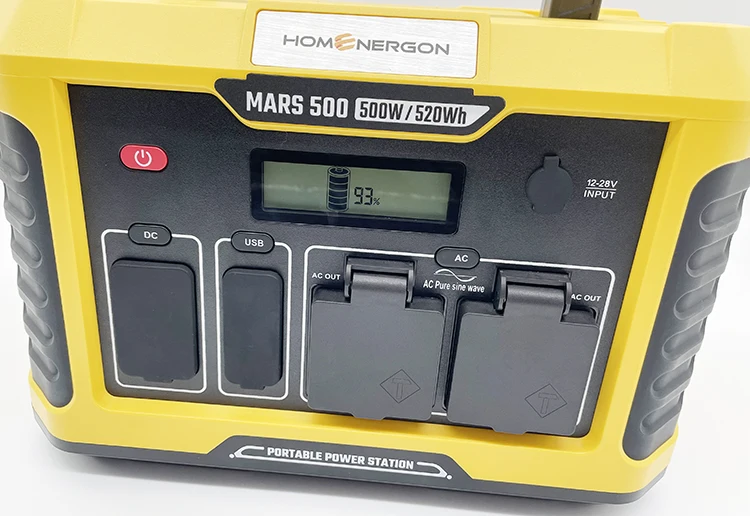 HOMENERGON
MARS 500 500W/520Wh
93%
12-28V
INPUT
DC
USB
AC
AC OUT
AC Pure sine wave
AC OUT
PORTABLE POWER STATION